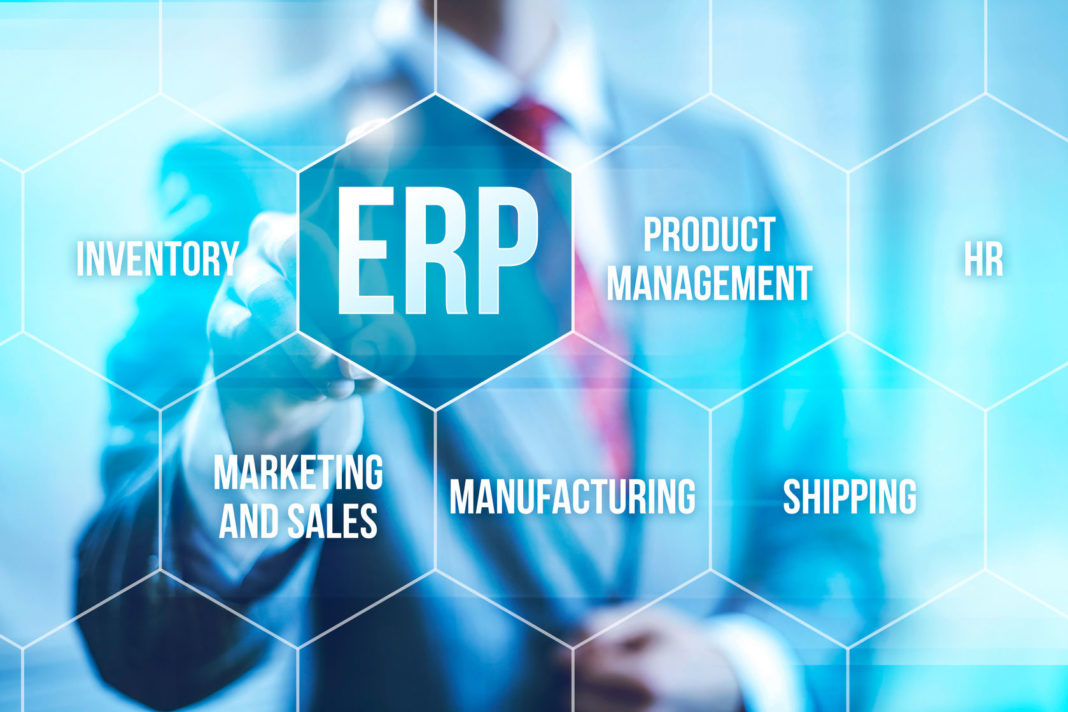 ERP
INVENTORY
PRODUCT
MANAGEMENT
HR
MARKETING
AND SALES
MANUFACTURING
SHIPPING